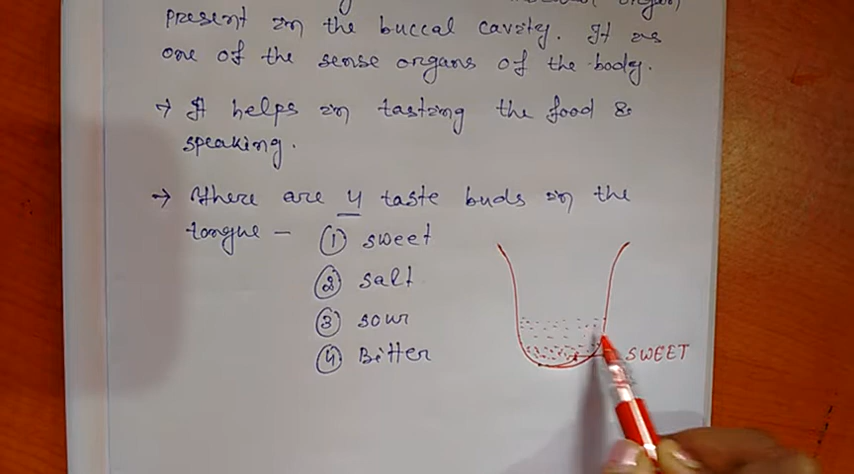 present in the buccal cavity. It is
one of the sense organs of the body.
→ It helps in tasting the food &
speaking.
→ There are 4 taste buds in the
tongue - ① sweet
② salt
③ sour
④ Bitter
SWEET